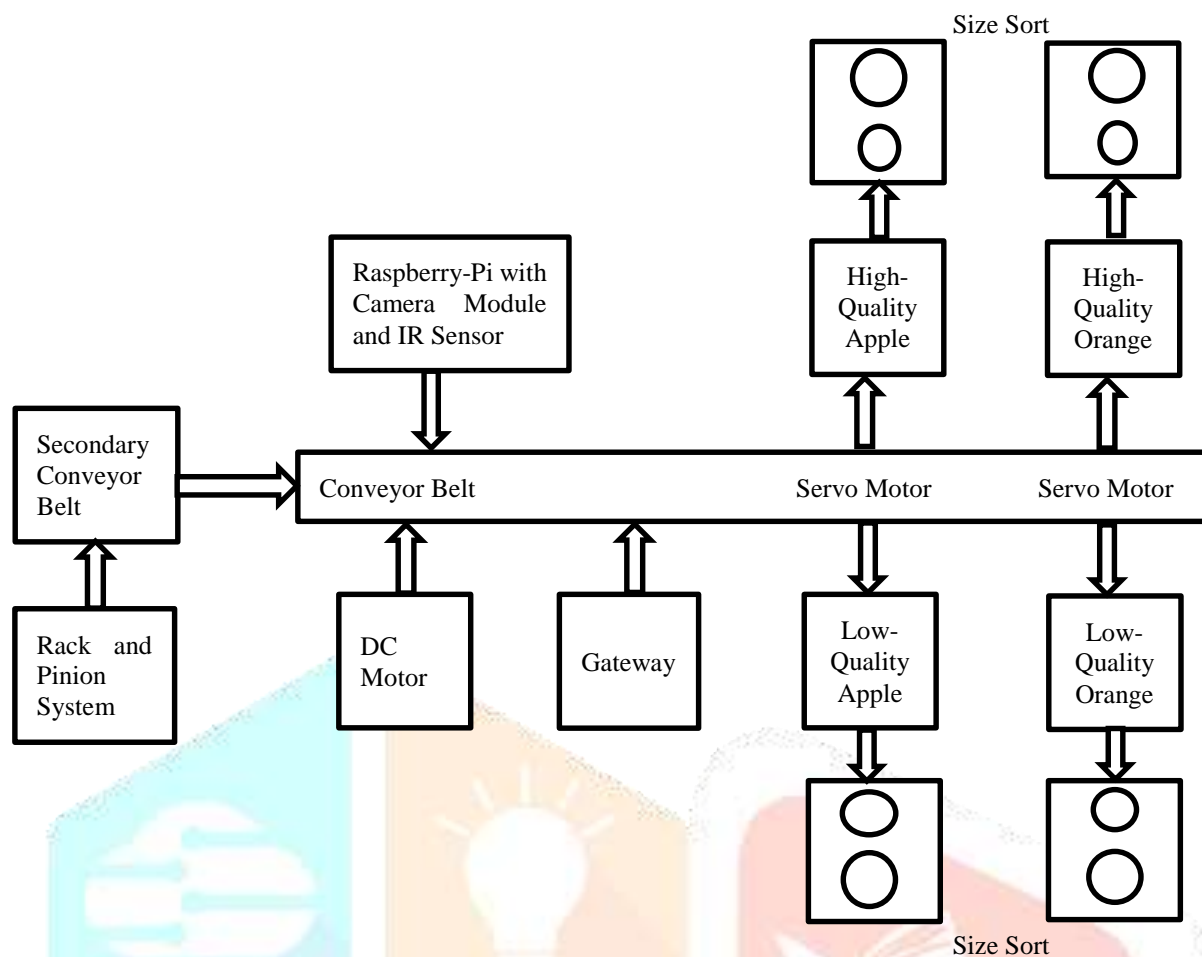 Size Sort
Raspberry-Pi with
Camera Module
and IR Sensor
High-
Quality
Apple
High-
Quality
Orange
Secondary
Conveyor
Belt
Conveyor Belt
Servo Motor
Servo Motor
Rack and
Pinion
System
DC
Motor
Gateway
Low-
Quality
Apple
Low-
Quality
Orange
Size Sort